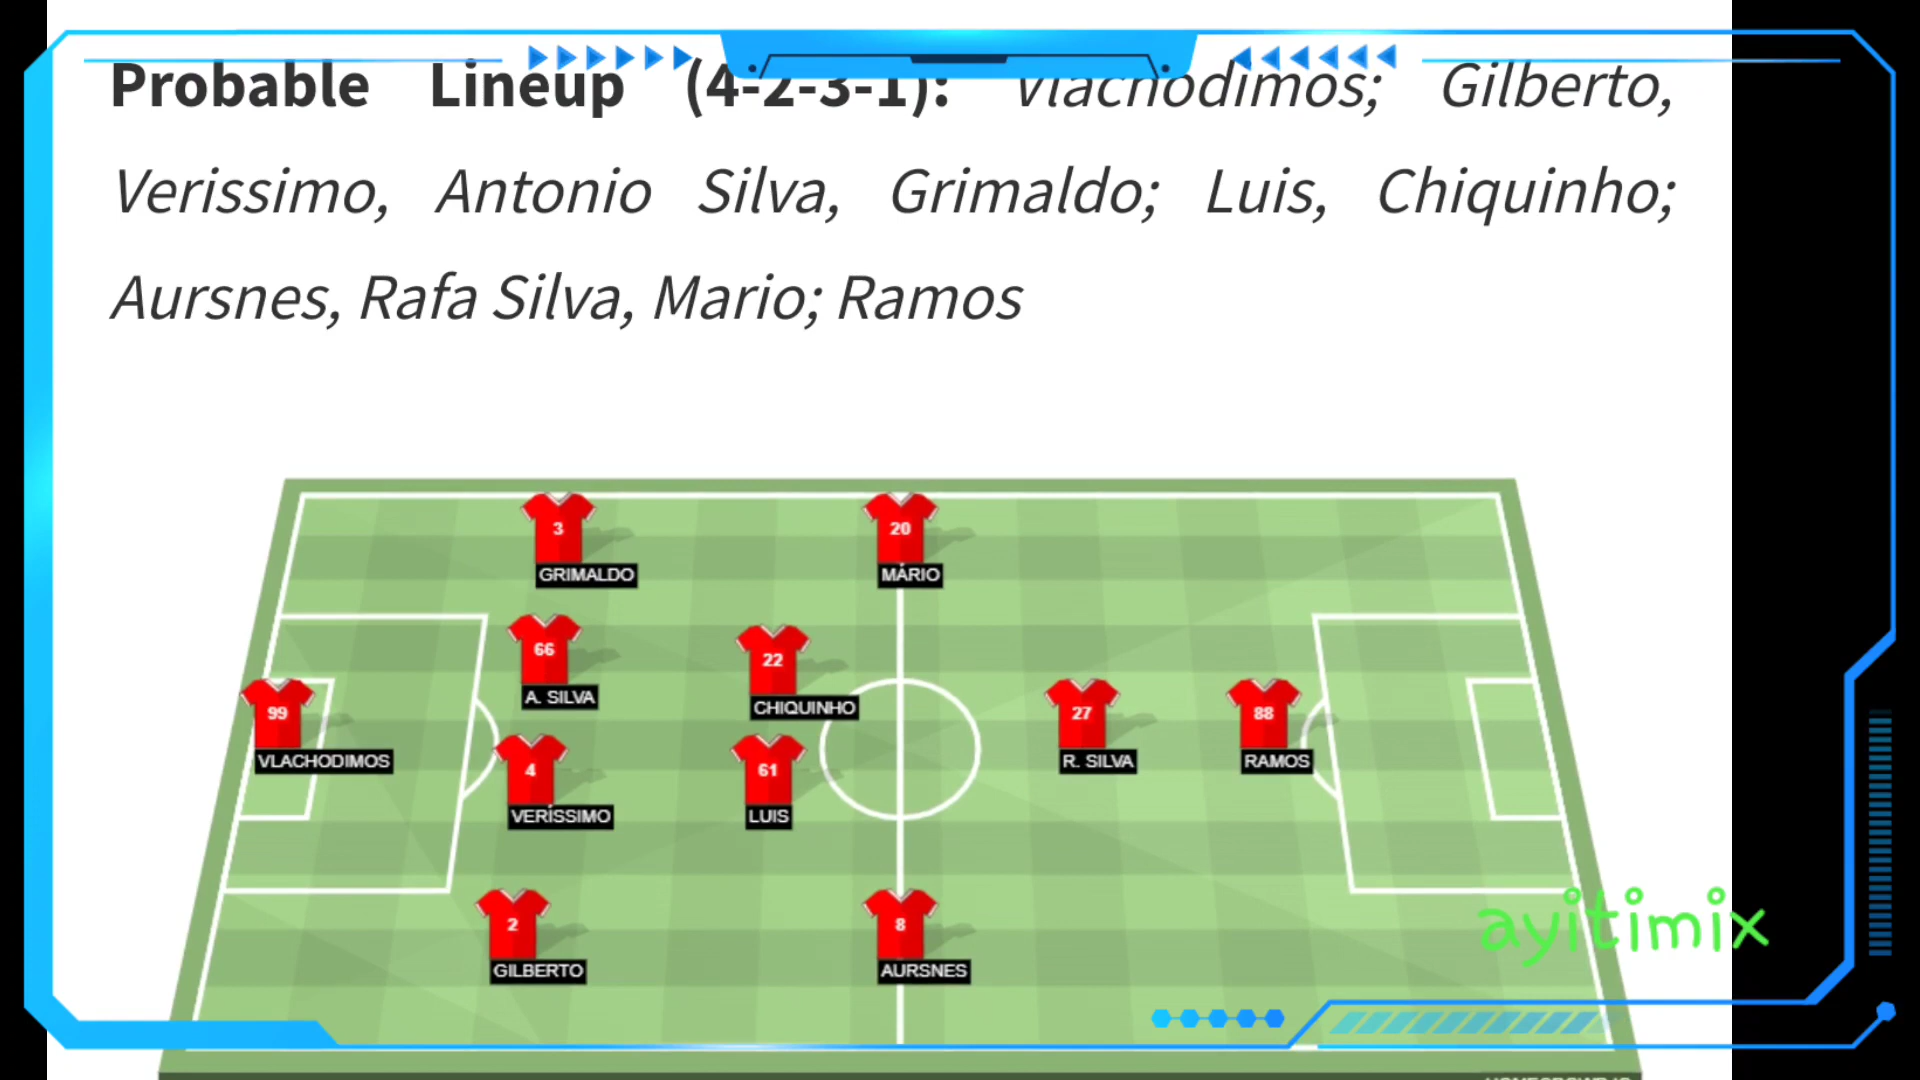 Probable Lineup (4-2-3-1): Vlachodimos; Gilberto,
Verissimo, Antonio Silva, Grimaldo; Luis, Chiquinho;
Aursnes, Rafa Silva, Mario; Ramos
3
GRIMALDO
20
MÁRIO
66
A. SILVA
22
CHIQUINHO
99
VLACHODIMOS
27
R. SILVA
88
RAMOS
4
VERÍSSIMO
61
LUIS
2
GILBERTO
8
AURSNES
ayitimix